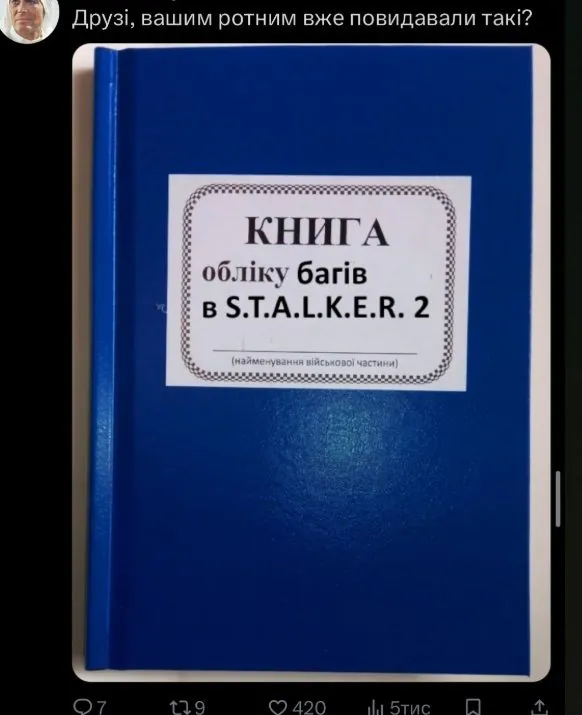 Друзі, вашим ротним вже повидавали такі?
КНИГА
обліку багів
в S.T.A.L.K.E.R. 2
(найменування військової частини)
7
9
420
5тис